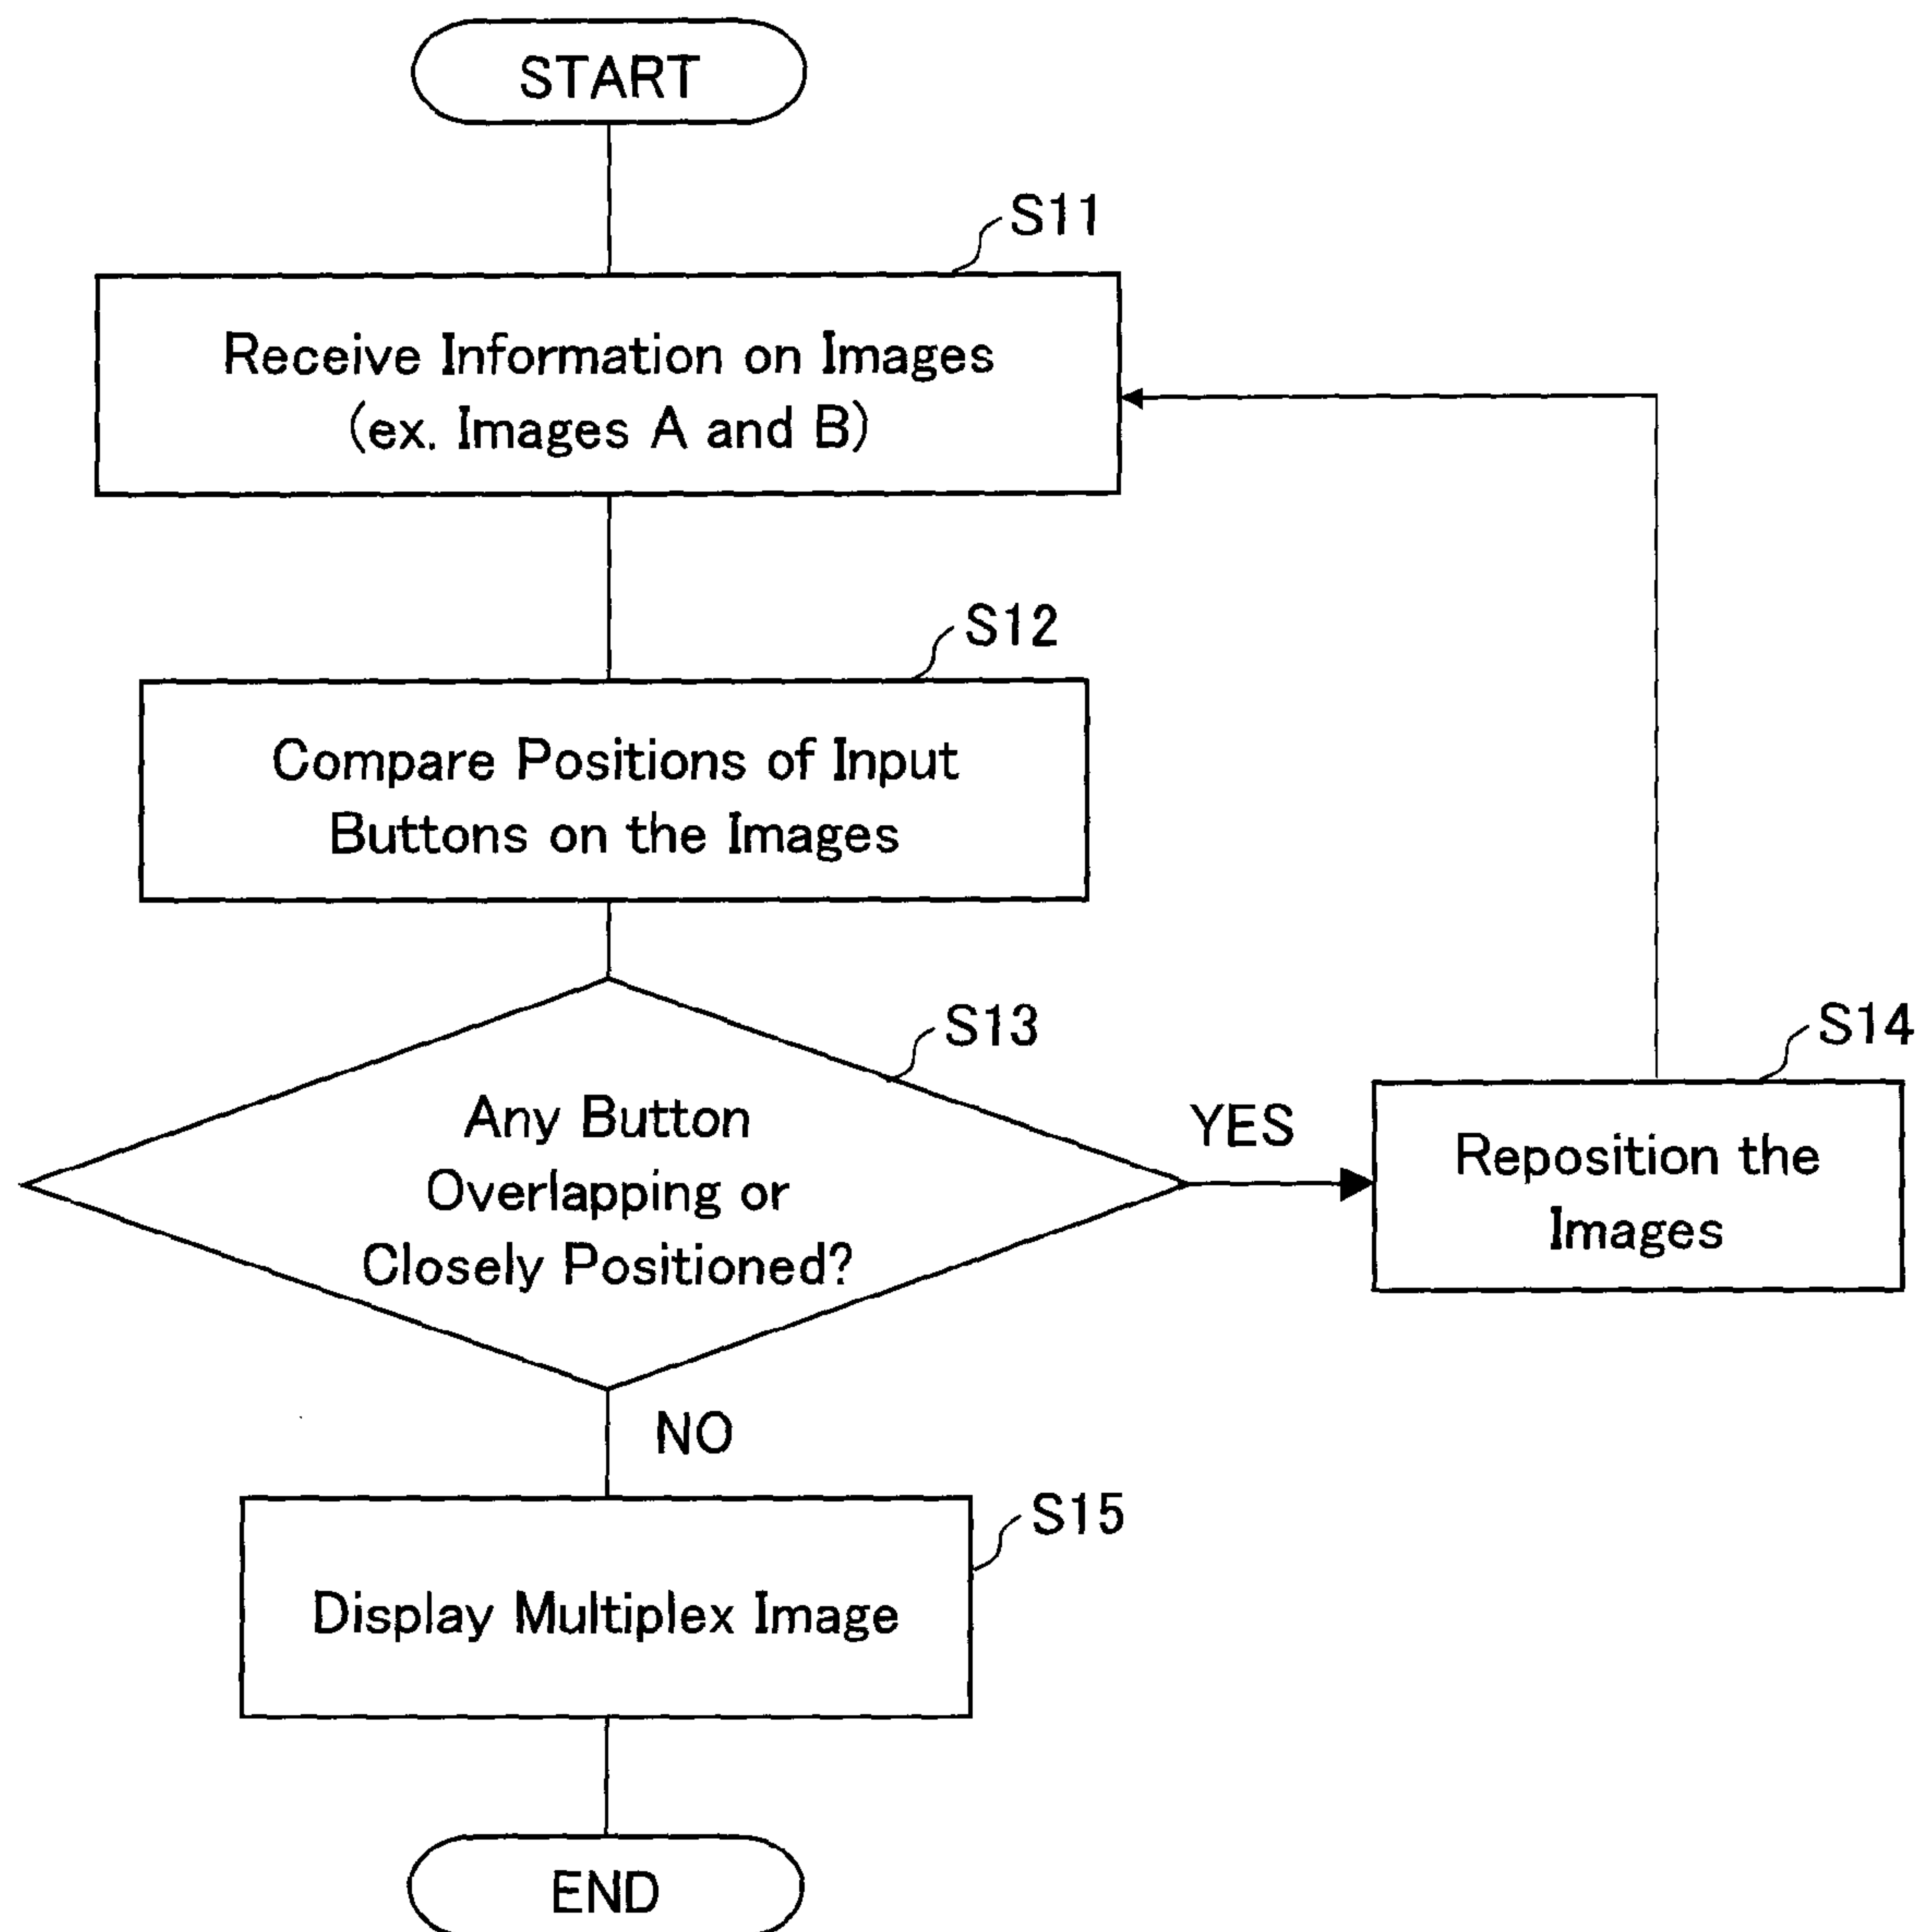 START
S11
Receive Information on Images
(ex. Images A and B)
S12
Compare Positions of Input
Buttons on the Images
S13
Any Button
Overlapping or
Closely Positioned?
YES
S14
Reposition the
Images
NO
S15
Display Multiplex Image
END